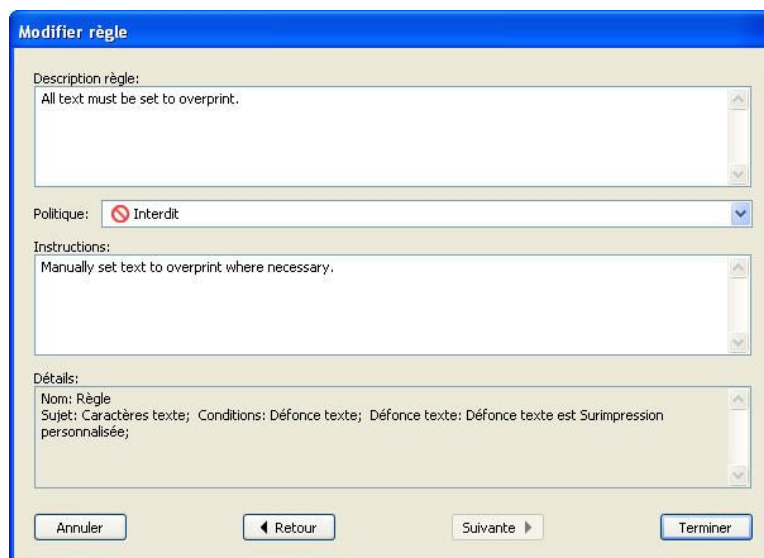 Modifier règle
Description règle:
All text must be set to overprint.
Politique: Interdit
Instructions:
Manually set text to overprint where necessary.
Détails:
Nom: Règle
Sujet: Caractères texte;  Conditions: Défonce texte;  Défonce texte: Défonce texte est Surimpression
personnalisée;
Annuler Retour Suivante Terminer